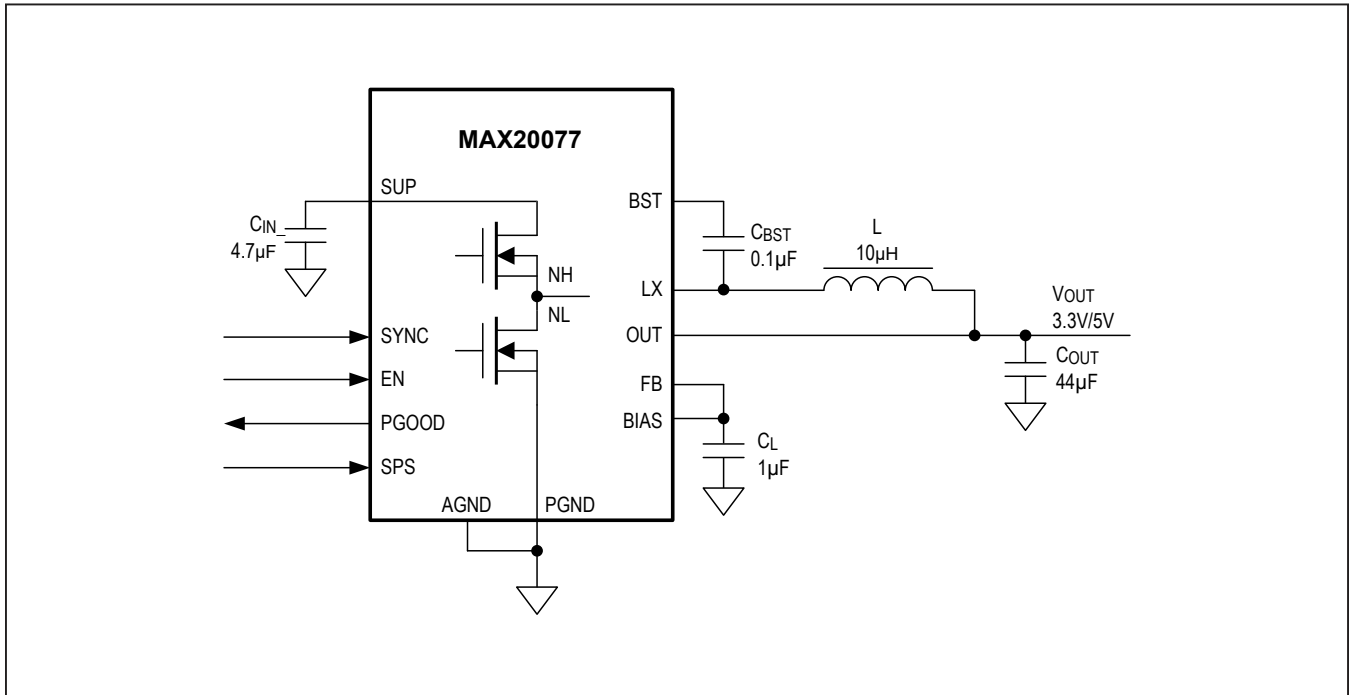 MAX20077
SUP
BST
CIN_
4.7µF
CBST
0.1µF
L
10µH
NH
NL
LX
VOUT
3.3V/5V
SYNC
OUT
COUT
44µF
EN
FB
PGOOD
BIAS
CL
1µF
SPS
AGND
PGND